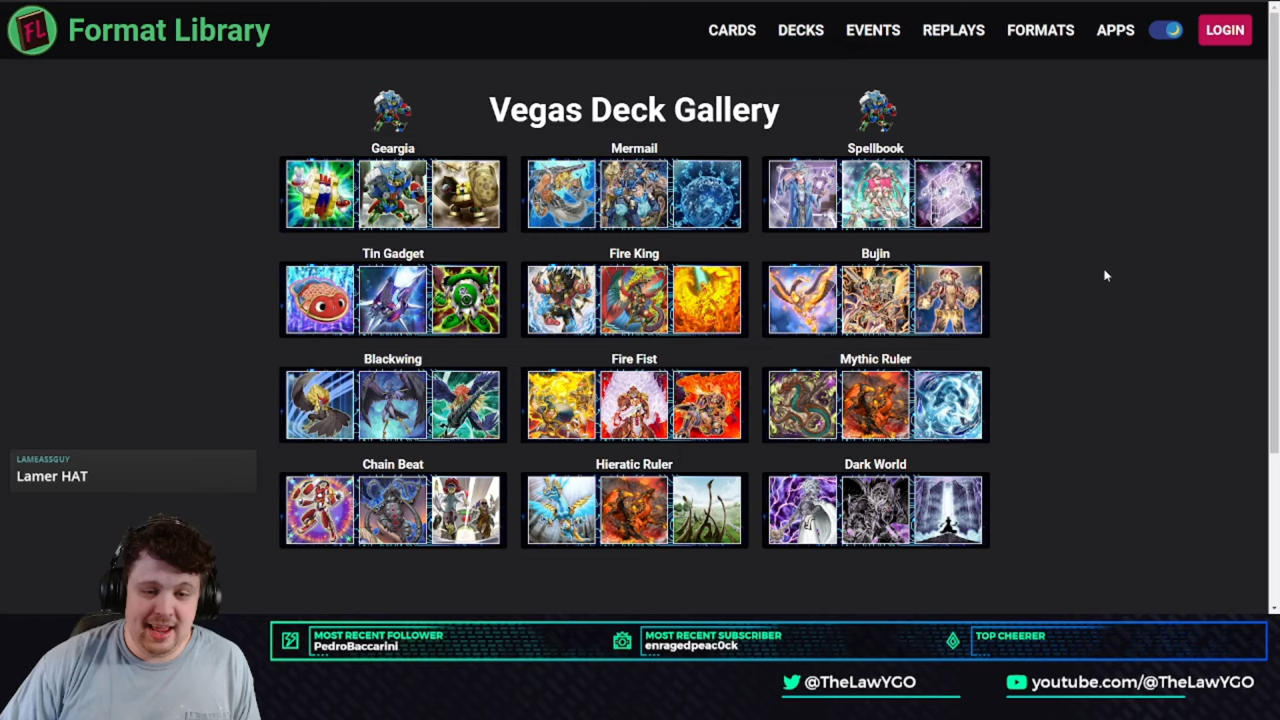 FL Format Library
CARDS DECKS EVENTS REPLAYS FORMATS APPS LOGIN
Vegas Deck Gallery
Geargia Mermail Spellbook
Tin Gadget Fire King Bujin
Blackwing Fire Fist Mythic Ruler
LAMEASSGUY
Lamer HAT
Chain Beat Hieratic Ruler Dark World
MOST RECENT FOLLOWER
PedroBaccarini
MOST RECENT SUBSCRIBER
enragedpeac0ck
TOP CHEERER
@TheLawYGO youtube.com/@TheLawYGO